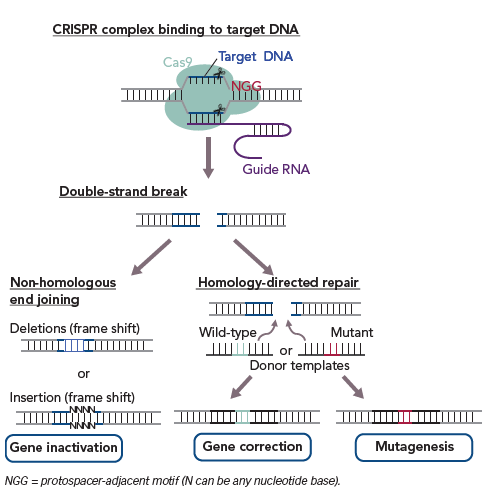 CRISPR complex binding to target DNA
Cas9
Target DNA
NGG
Guide RNA
Double-strand break
Non-homologous
end joining
Deletions (frame shift)
or
Insertion (frame shift)
NNNN
NNNN
Gene inactivation
Homology-directed repair
Wild-type
Mutant
or
Donor templates
Gene correction
Mutagenesis
NGG = protospacer-adjacent motif (N can be any nucleotide base).